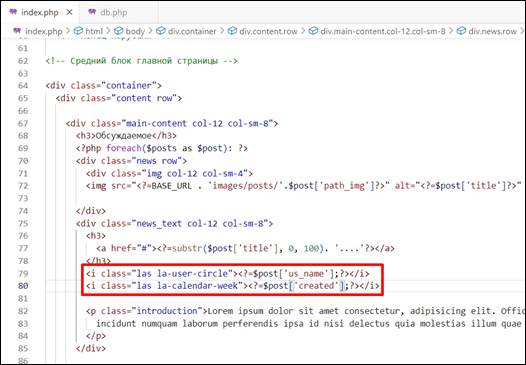 index.php × db.php
index.php > html > body > div.container > div.content.row > div.main-content.col-12.col-sm-8 > div.news.row
61
62 <!-- Средний блок главной страницы -->
63
64 <div class="container">
65 <div class="content row">
66
67 <div class="main-content col-12 col-sm-8">
68 <h3>Обсуждаемое</h3>
69 <?php foreach($posts as $post): ?>
70 <div class="news row">
71 <div class="img col-12 col-sm-4">
72 <img src="<?=BASE_URL . 'images/posts/'.$post['path_img']?>" alt="<?=$post['title']?>"
73
74 </div>
75 <div class="news_text col-12 col-sm-8">
76 <h3>
77 <a href="#"><?=substr($post['title'], 0, 100). '....'?></a>
78 </h3>
79 <i class="las la-user-circle"><?=$post['us_name'];?></i>
80 <i class="las la-calendar-week"><?=$post['created'];?></i>
81
82 <p class="introduction">Lorem ipsum dolor sit amet consectetur, adipisicing elit. Offic
83 incidunt numquam laborum perferendis ipsa id nisi delectus quia molestias illum quae
84 </p>
85 </div>